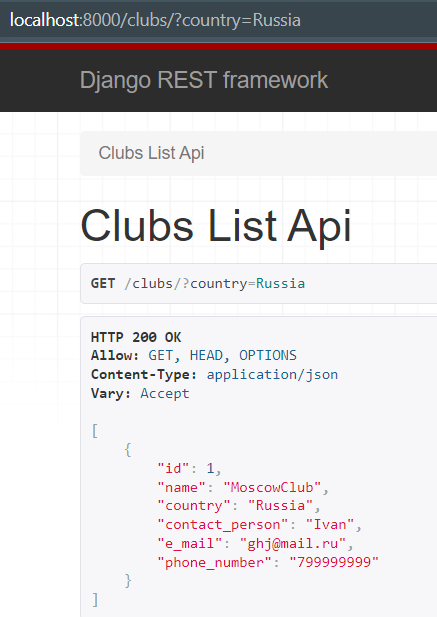 localhost:8000/clubs/?country=Russia
Django REST framework
Clubs List Api
Clubs List Api
GET /clubs/?country=Russia
HTTP 200 OK
Allow: GET, HEAD, OPTIONS
Content-Type: application/json
Vary: Accept
[
    {
        "id": 1,
        "name": "MoscowClub",
        "country": "Russia",
        "contact_person": "Ivan",
        "e_mail": "ghj@mail.ru",
        "phone_number": "799999999"
    }
]